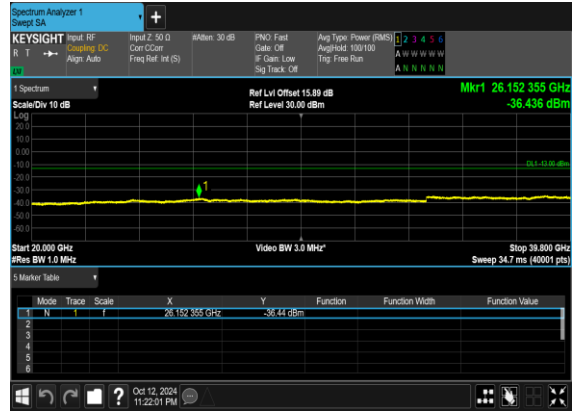 Spectrum Analyzer 1
Swept SA
+
KEYSIGHT
R T
LW
Input: RF
Coupling: DC
Align: Auto
Input Z: 50 Ω
Corr CCorr
Freq Ref: Int (S)
#Atten: 30 dB
PNO: Fast
Gate: Off
IF Gain: Low
Sig Track: Off
Avg Type: Power (RMS)
Avg|Hold: 100/100
Trig: Free Run
1 2 3 4 5 6
A W W W W W
A N N N N N
1 Spectrum
Scale/Div 10 dB
Ref Lvl Offset 15.89 dB
Ref Level 30.00 dBm
Mkr1 26.152 355 GHz
-36.436 dBm
Log
20.0
10.0
0.00
-10.0
-20.0
-30.0
-40.0
-50.0
-60.0
1
DL1 -13.00 dBm
Start 20.000 GHz
#Res BW 1.0 MHz
Video BW 3.0 MHz*
Stop 39.800 GHz
Sweep 34.7 ms (40001 pts)
5 Marker Table
Mode Trace Scale X Y Function Function Width Function Value
1 N 1 f 26.152 355 GHz -36.44 dBm
2
3
4
5
6
?
Oct 12, 2024
11:22:01 PM